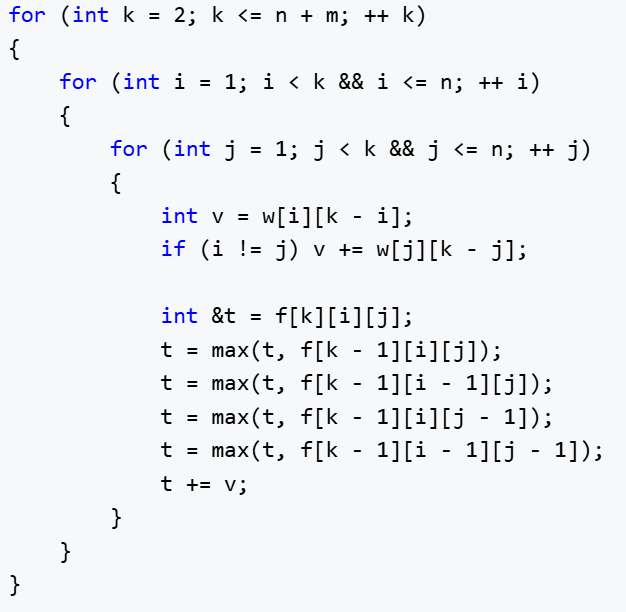 for (int k = 2; k <= n + m; ++ k)
{
    for (int i = 1; i < k && i <= n; ++ i)
    {
        for (int j = 1; j < k && j <= n; ++ j)
        {
            int v = w[i][k - i];
            if (i != j) v += w[j][k - j];

            int &t = f[k][i][j];
            t = max(t, f[k - 1][i][j]);
            t = max(t, f[k - 1][i - 1][j]);
            t = max(t, f[k - 1][i][j - 1]);
            t = max(t, f[k - 1][i - 1][j - 1]);
            t += v;
        }
    }
}